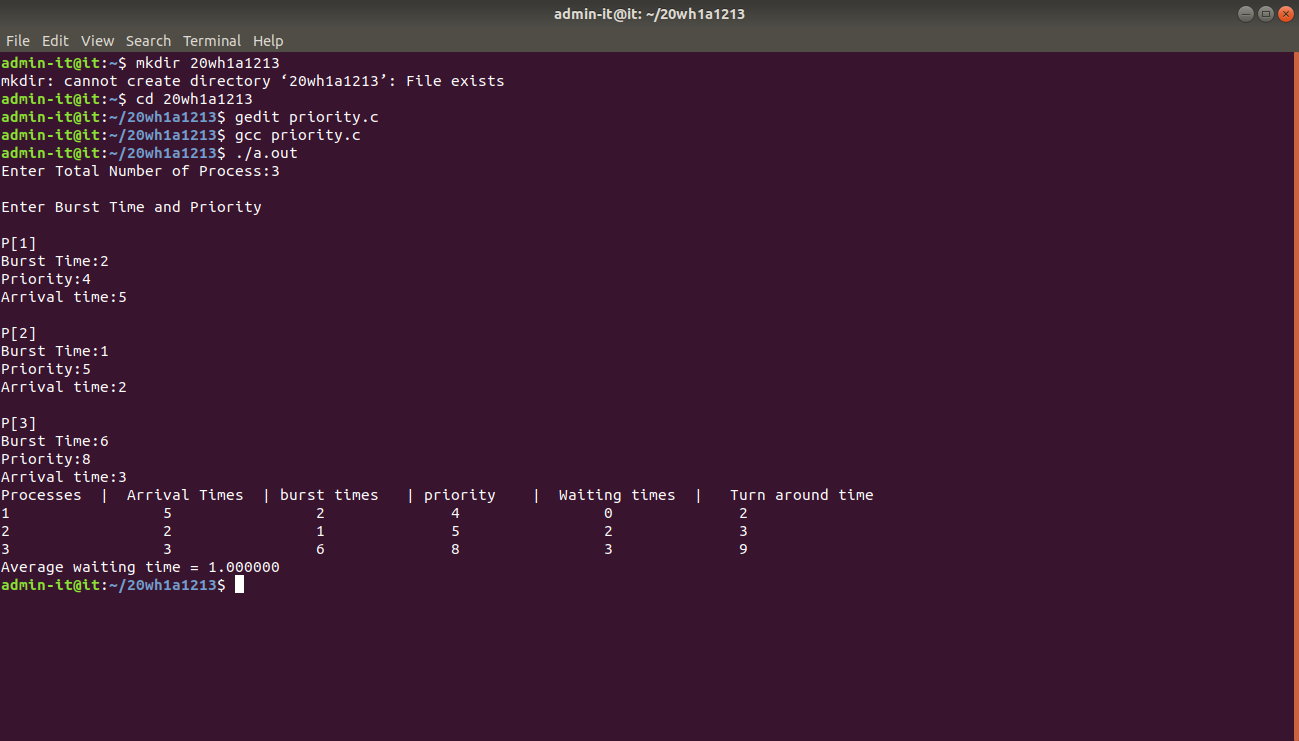 admin-it@it: ~/20wh1a1213
File Edit View Search Terminal Help
admin-it@it:~$ mkdir 20wh1a1213
mkdir: cannot create directory ‘20wh1a1213’: File exists
admin-it@it:~$ cd 20wh1a1213
admin-it@it:~/20wh1a1213$ gedit priority.c
admin-it@it:~/20wh1a1213$ gcc priority.c
admin-it@it:~/20wh1a1213$ ./a.out
Enter Total Number of Process:3
Enter Burst Time and Priority
P[1]
Burst Time:2
Priority:4
Arrival time:5
P[2]
Burst Time:1
Priority:5
Arrival time:2
P[3]
Burst Time:6
Priority:8
Arrival time:3
Processes | Arrival Times | burst times | priority | Waiting times | Turn around time
1 5 2 4 0 2
2 2 1 5 2 3
3 3 6 8 3 9
Average waiting time = 1.000000
admin-it@it:~/20wh1a1213$